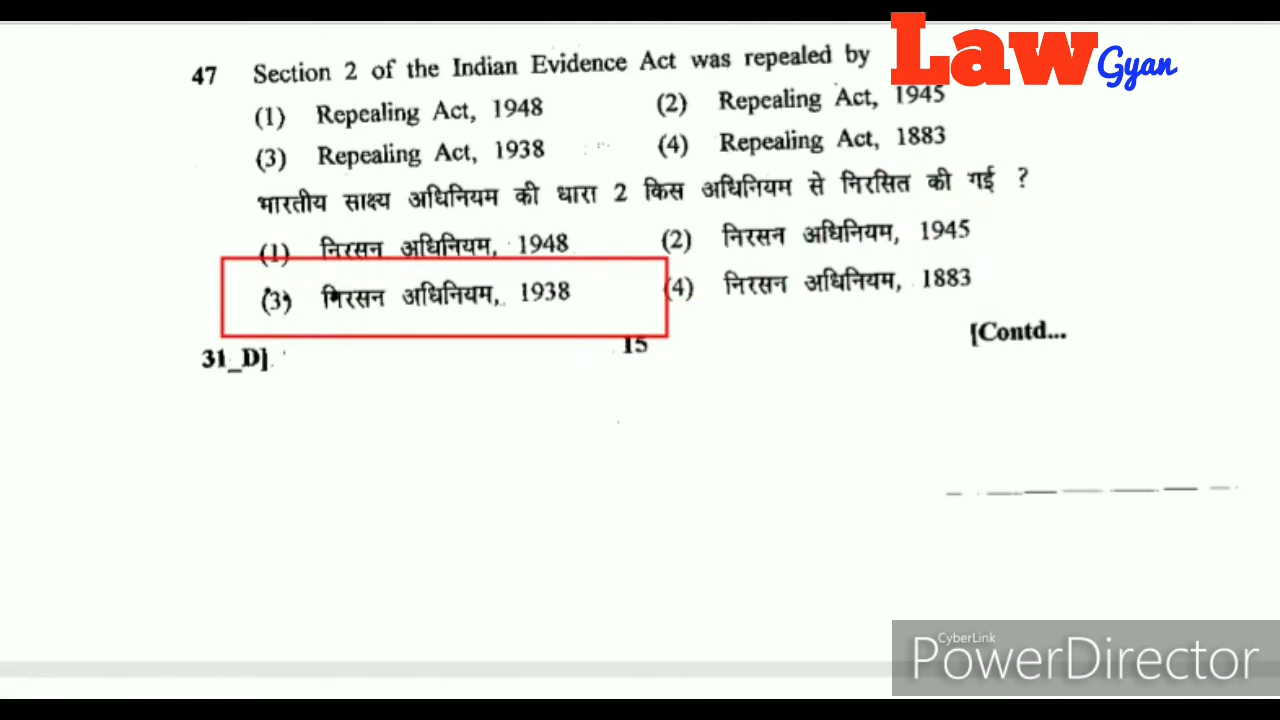 Law Gyan
47 Section 2 of the Indian Evidence Act was repealed by
(1) Repealing Act, 1948 (2) Repealing Act, 1945
(3) Repealing Act, 1938 (4) Repealing Act, 1883
भारतीय साक्ष्य अधिनियम की धारा 2 किस अधिनियम से निरसित की गई ?
(1) निरसन अधिनियम, 1948 (2) निरसन अधिनियम, 1945
(3) निरसन अधिनियम, 1938 (4) निरसन अधिनियम, 1883
31_D] 15 [Contd...
CyberLink
PowerDirector